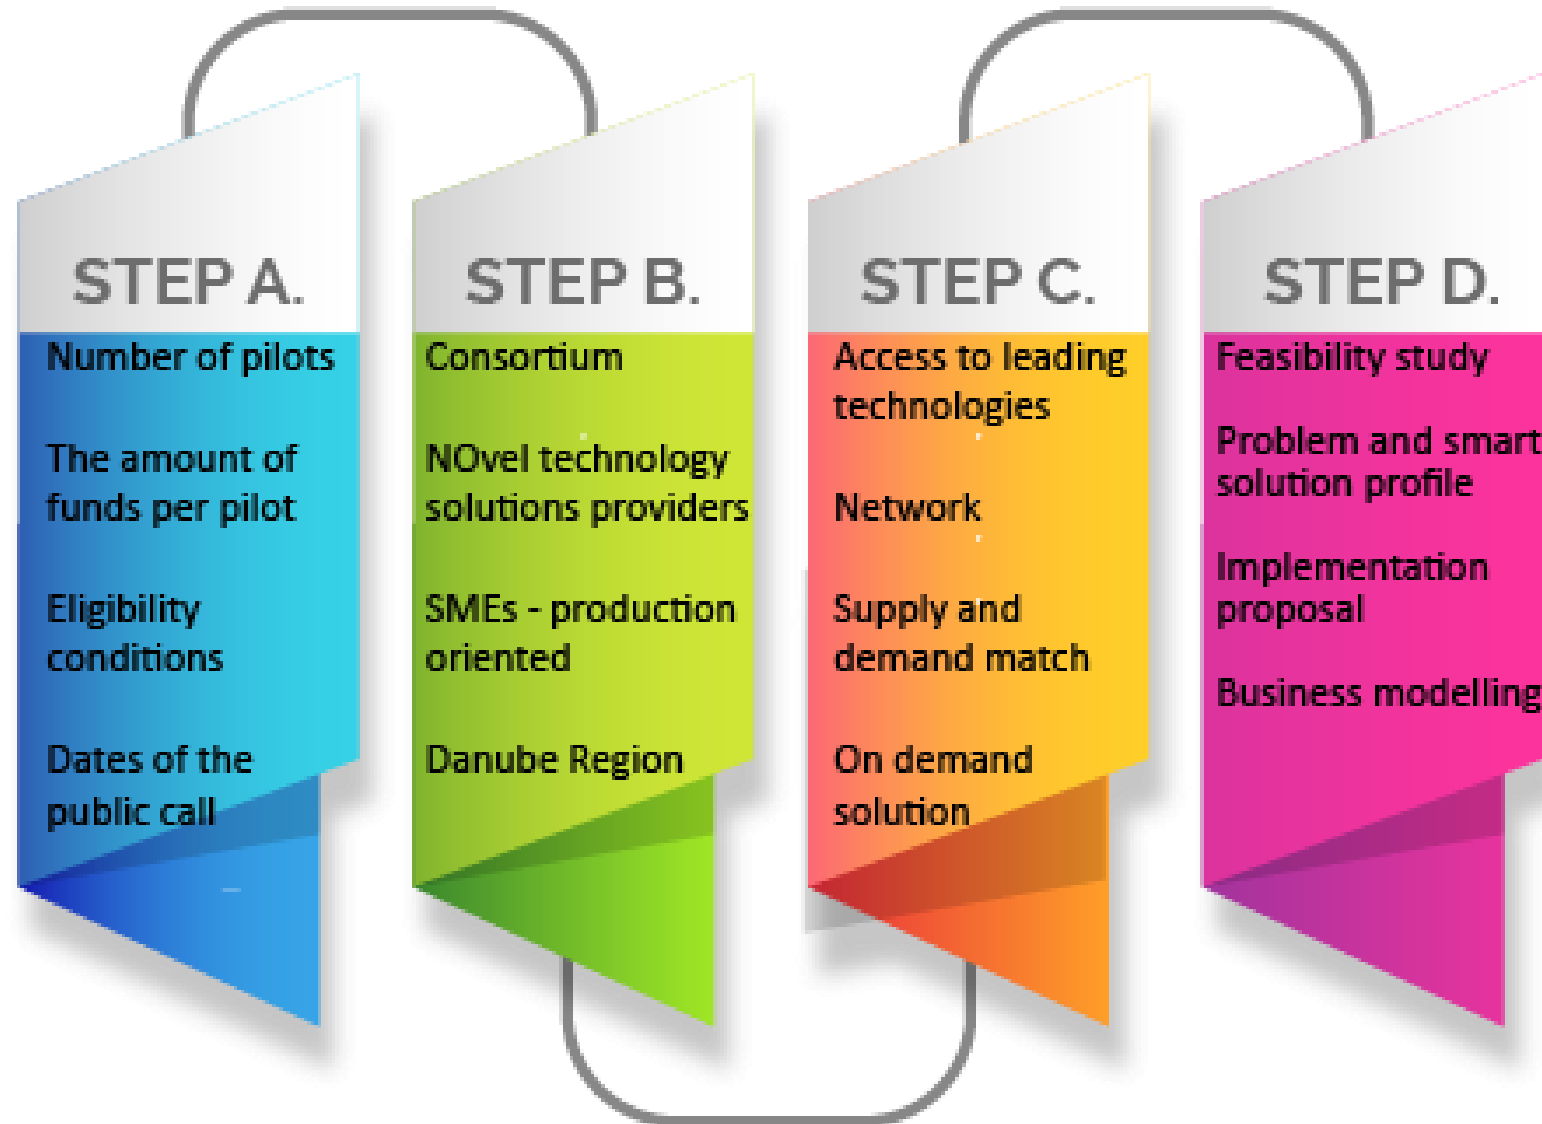 STEP A.
Number of pilots
The amount of
funds per pilot
Eligibility
conditions
Dates of the
public call
STEP B.
Consortium
NOvel technology
solutions providers
SMEs - production
oriented
Danube Region
STEP C.
Access to leading
technologies
Network
Supply and
demand match
On demand
solution
STEP D.
Feasibility study
Problem and smart
solution profile
Implementation
proposal
Business modelling